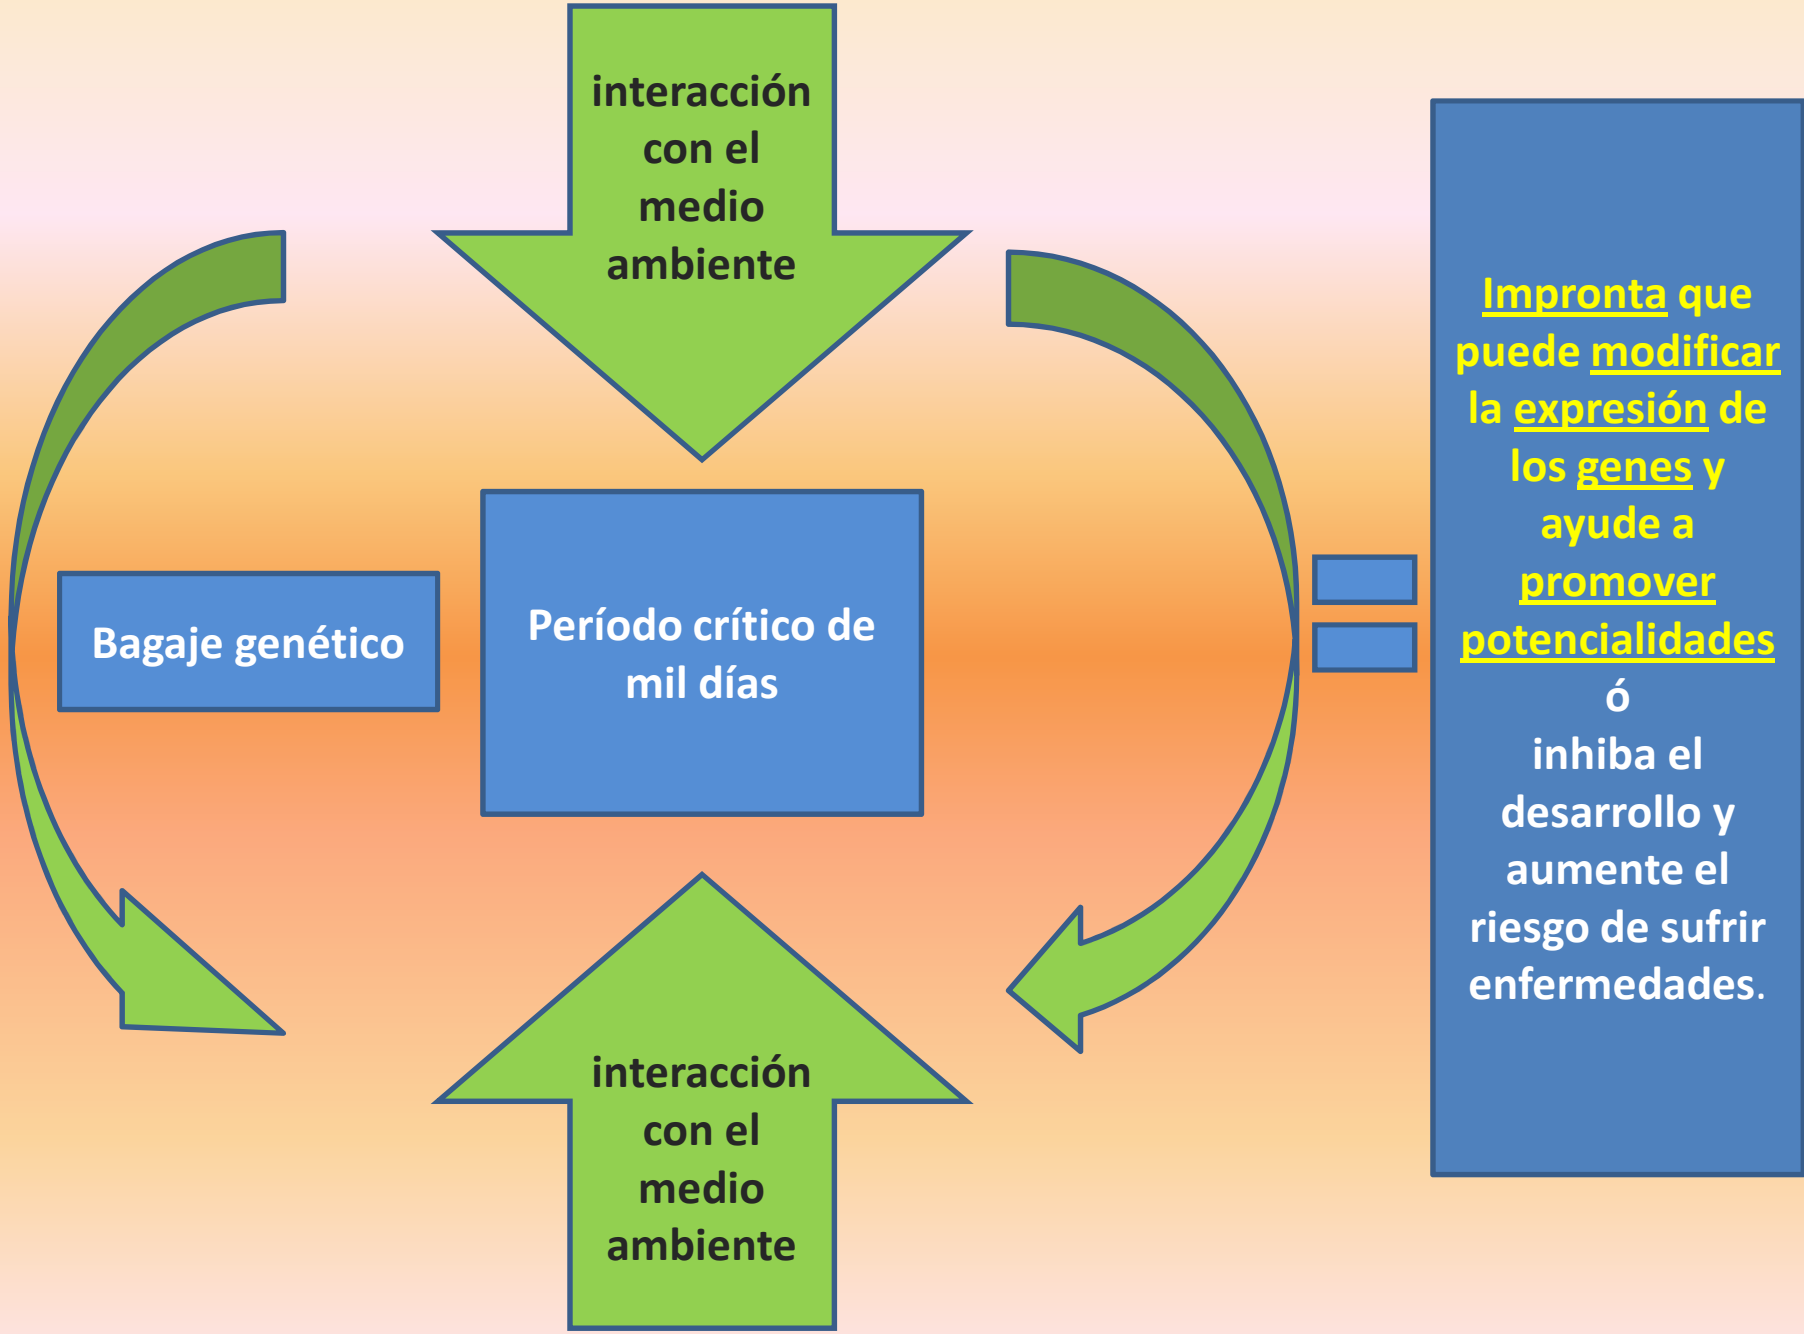 interacción
con el
medio
ambiente
Bagaje genético
Período crítico de
mil días
interacción
con el
medio
ambiente
Impronta que
puede modificar
la expresión de
los genes y
ayude a
promover
potencialidades
ó
inhiba el
desarrollo y
aumente el
riesgo de sufrir
enfermedades.